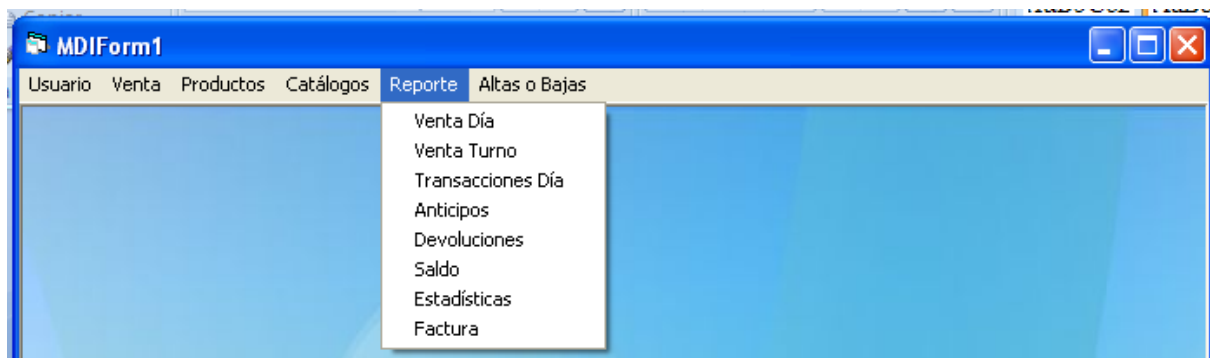 MDIForm1
Usuario Venta Productos Catálogos Reporte Altas o Bajas
Venta Día
Venta Turno
Transacciones Día
Anticipos
Devoluciones
Saldo
Estadísticas
Factura